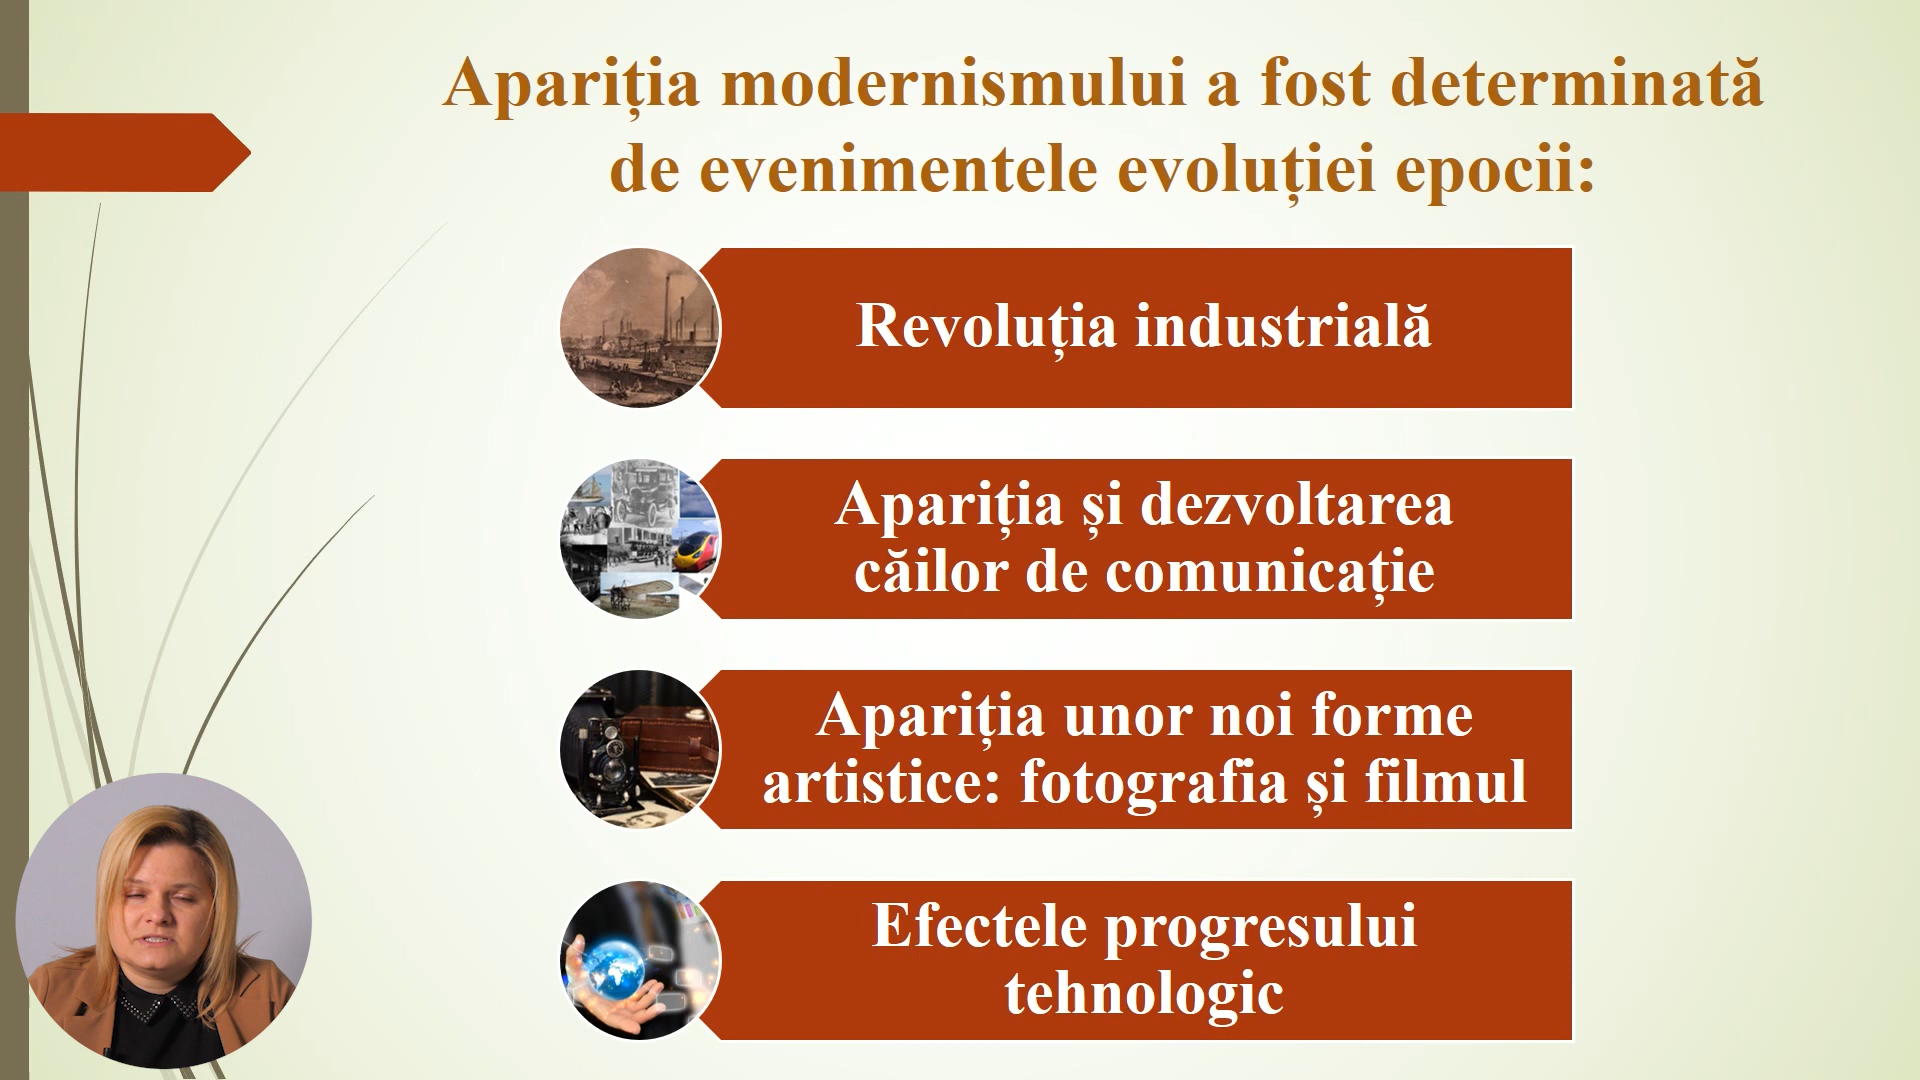 Apariția modernismului a fost determinată
de evenimentele evoluției epocii:
Revoluția industrială
Apariția și dezvoltarea
căilor de comunicație
Apariția unor noi forme
artistice: fotografia și filmul
Efectele progresului
tehnologic